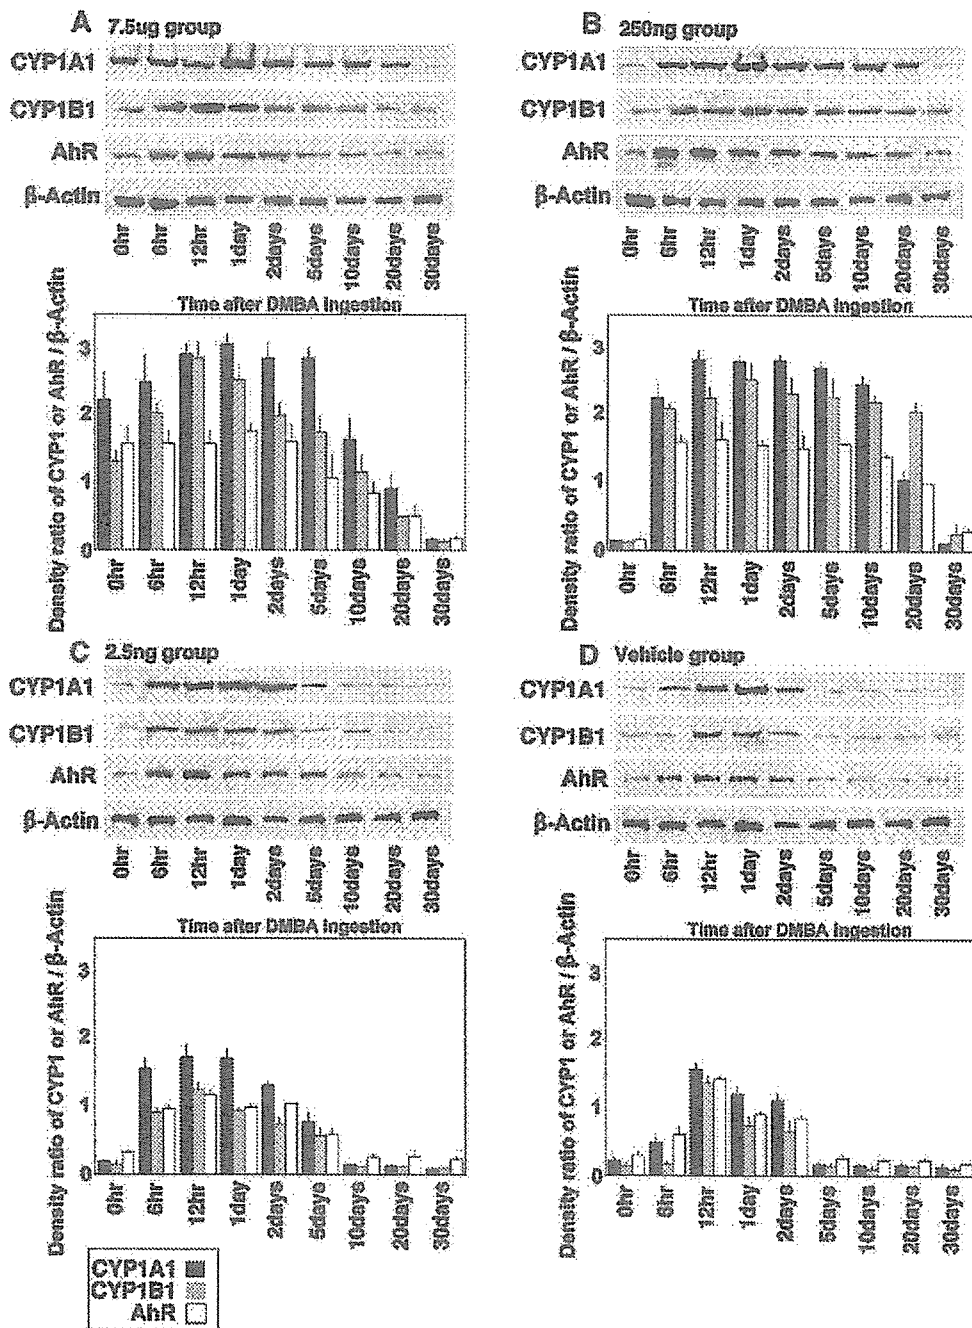 A 7.5ug group
CYP1A1
CYP1B1
AhR
β-Actin
0hr 6hr 12hr 1day 2days 5days 10days 20days 30days
Time after DMBA Ingestion
Density ratio of CYP1 or AhR / β-Actin
3
2
1
0
0hr 6hr 12hr 1day 2days 5days 10days 20days 30days
B 250ng group
CYP1A1
CYP1B1
AhR
β-Actin
0hr 6hr 12hr 1day 2days 5days 10days 20days 30days
Time after DMBA Ingestion
Density ratio of CYP1 or AhR / β-Actin
3
2
1
0
0hr 6hr 12hr 1day 2days 5days 10days 20days 30days
C 2.5ng group
CYP1A1
CYP1B1
AhR
β-Actin
0hr 6hr 12hr 1day 2days 5days 10days 20days 30days
Time after DMBA Ingestion
Density ratio of CYP1 or AhR / β-Actin
3
2
1
0
0hr 6hr 12hr 1day 2days 5days 10days 20days 30days
D Vehicle group
CYP1A1
CYP1B1
AhR
β-Actin
0hr 6hr 12hr 1day 2days 5days 10days 20days 30days
Time after DMBA Ingestion
Density ratio of CYP1 or AhR / β-Actin
3
2
1
0
0hr 6hr 12hr 1day 2days 5days 10days 20days 30days
CYP1A1
CYP1B1
AhR